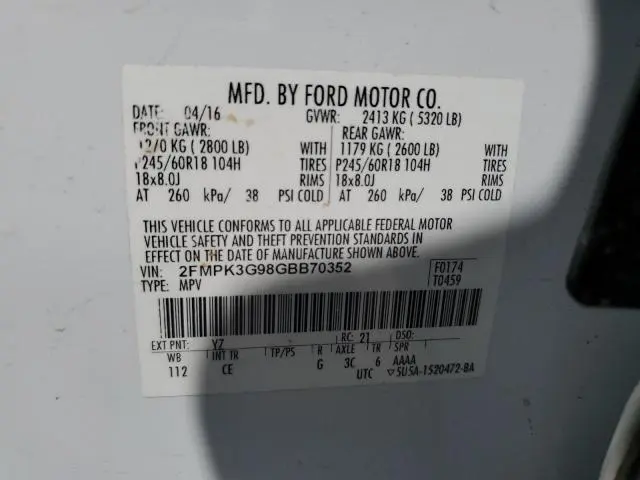 MFD. BY FORD MOTOR CO.
DATE: 04/16 GVWR: 2413 KG ( 5320 LB)
FRONT GAWR: REAR GAWR:
1270 KG ( 2800 LB) WITH 1179 KG ( 2600 LB) WITH
P245/60R18 104H TIRES P245/60R18 104H TIRES
18x8.0J RIMS 18x8.0J RIMS
AT 260 kPa/ 38 PSI COLD AT 260 kPa/ 38 PSI COLD
THIS VEHICLE CONFORMS TO ALL APPLICABLE FEDERAL MOTOR
VEHICLE SAFETY AND THEFT PREVENTION STANDARDS IN
EFFECT ON THE DATE OF MANUFACTURE SHOWN ABOVE.
VIN: 2FMPK3G98GBB70352 F0174
TYPE: MPV T0459
EXT PNT: YZ RC: 21 DSO:
WB INT TR TP/PS R AXLE TR SPR
112 CE G 3C 6 AAAA
UTC ▽5U5A-1520472-BA